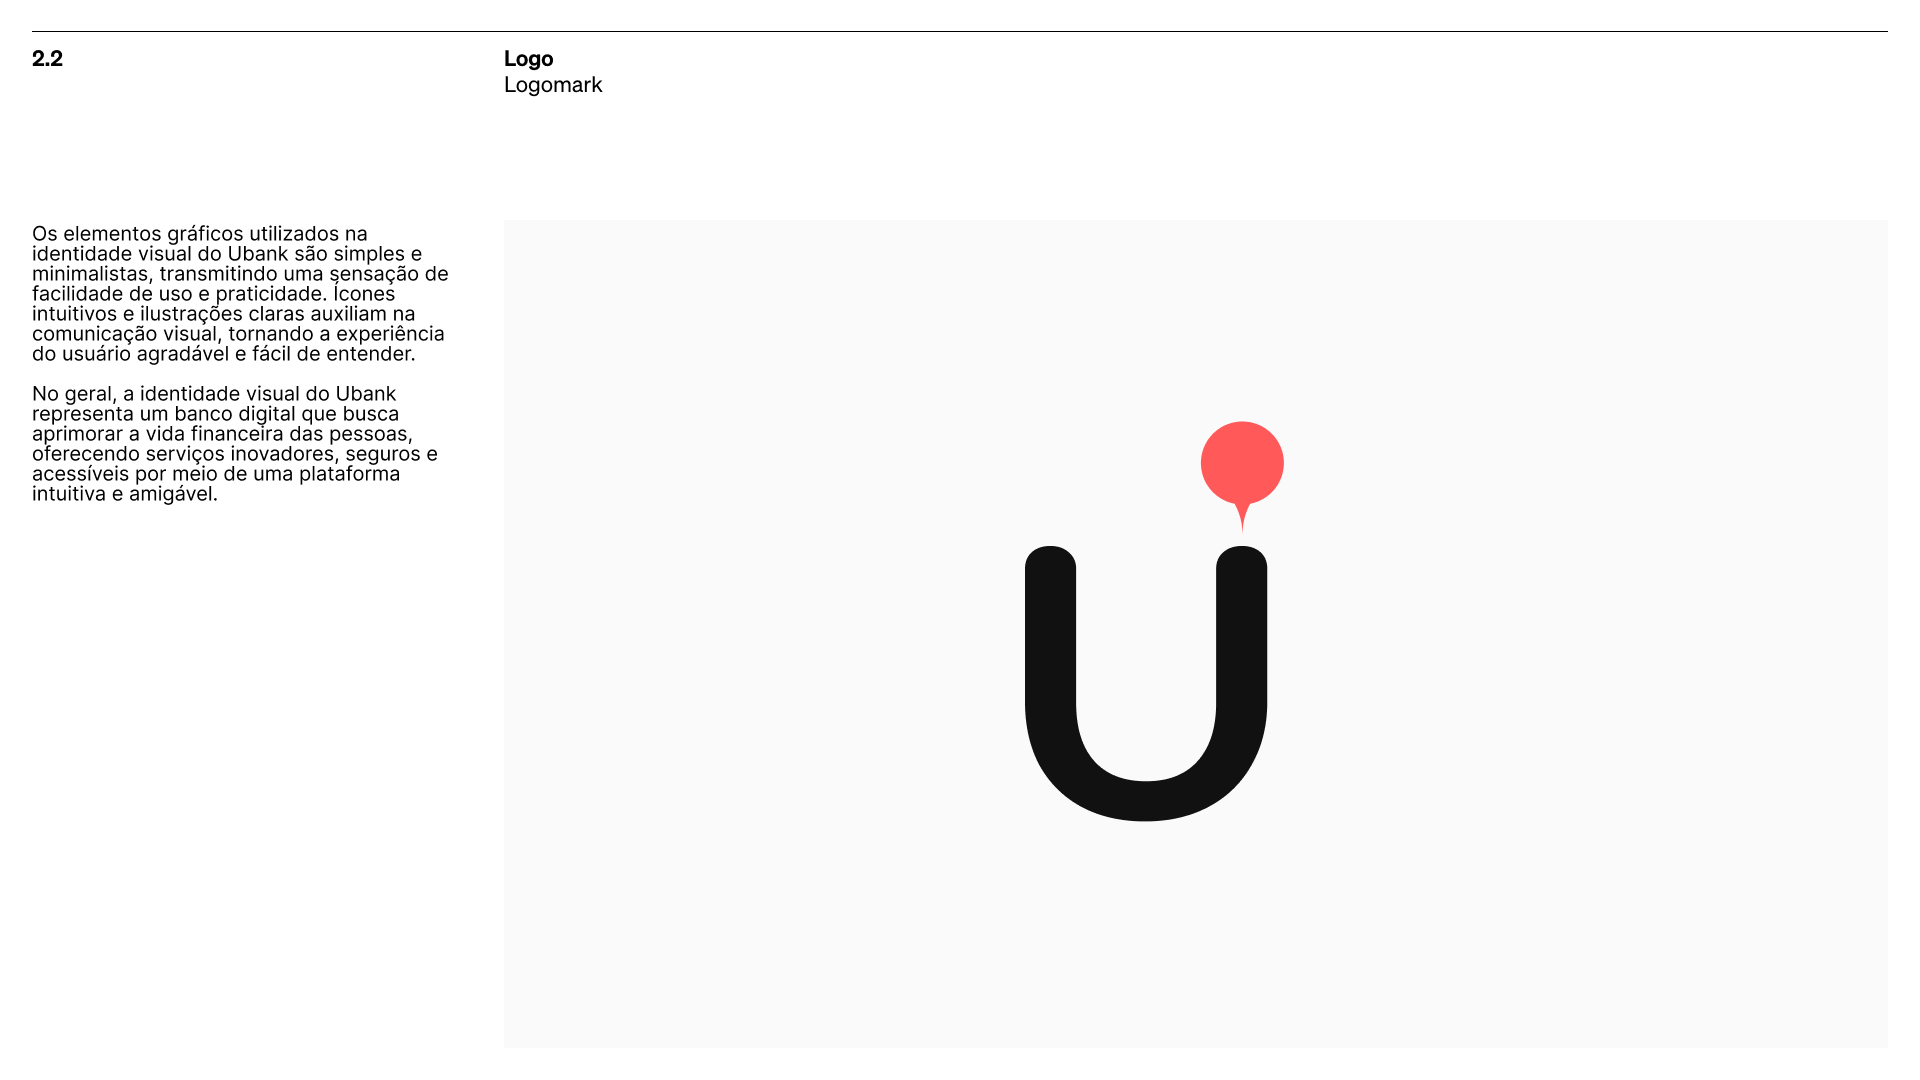 2.2
Logo
Logomark
Os elementos gráficos utilizados na
identidade visual do Ubank são simples e
minimalistas, transmitindo uma sensação de
facilidade de uso e praticidade. Ícones
intuitivos e ilustrações claras auxiliam na
comunicação visual, tornando a experiência
do usuário agradável e fácil de entender.
No geral, a identidade visual do Ubank
representa um banco digital que busca
aprimorar a vida financeira das pessoas,
oferecendo serviços inovadores, seguros e
acessíveis por meio de uma plataforma
intuitiva e amigável.
U